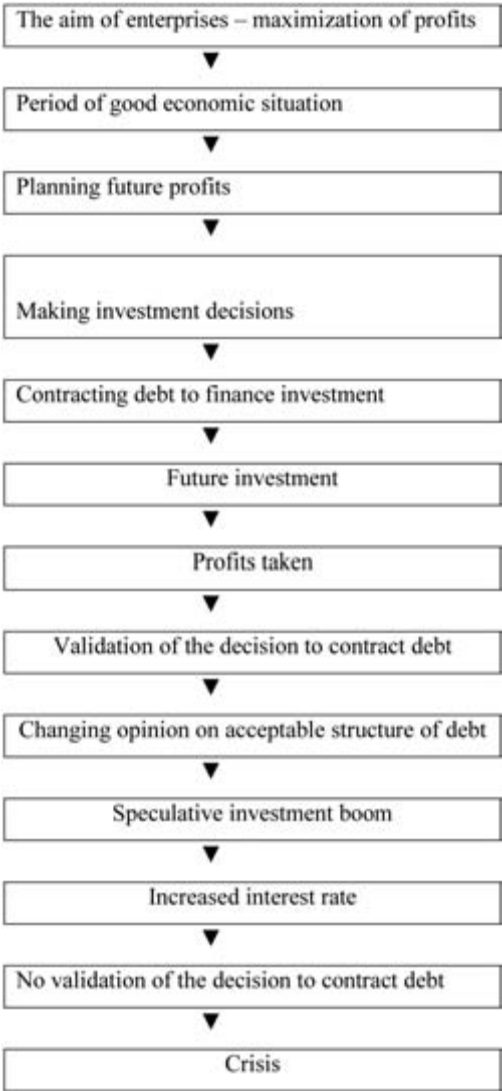 The aim of enterprises – maximization of profits
Period of good economic situation
Planning future profits
Making investment decisions
Contracting debt to finance investment
Future investment
Profits taken
Validation of the decision to contract debt
Changing opinion on acceptable structure of debt
Speculative investment boom
Increased interest rate
No validation of the decision to contract debt
Crisis